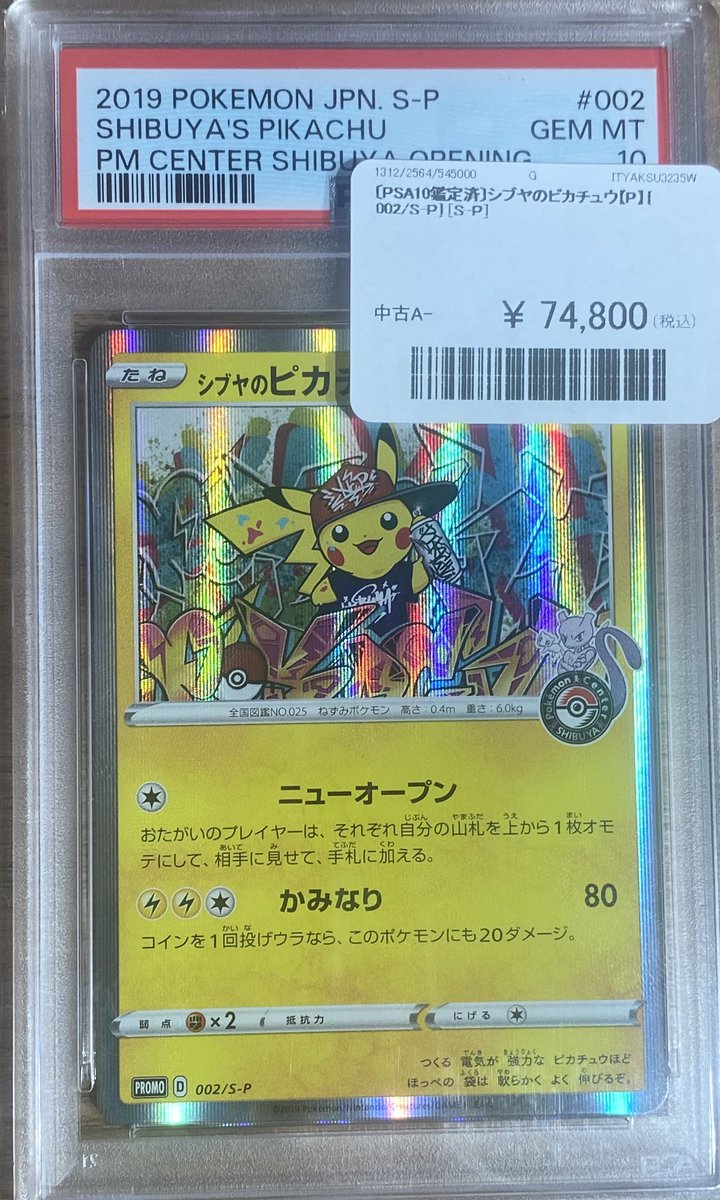 2019 POKEMON JPN. S-P #002
SHIBUYA'S PIKACHU GEM MT
PM CENTER SHIBUYA OPENING 10
1312/2564/545000 G ITYAKSU3235W
〔PSA10鑑定済〕シブヤのピカチュウ【P】{
002/S-P} [S-P]
中古A-
¥ 74,800(税込)
たね
シブヤのピカチ
Pokémon Center
SHIBUYA
全国図鑑NO.025 ねずみポケモン 高さ:0.4m 重さ:6.0kg
ニューオープン
おたがいのプレイヤーは、それぞれ自分の山札を上から1枚オモ
テにして、相手に見せて、手札に加える。
かみなり 80
コインを1回投げウラなら、このポケモンにも20ダメージ。
弱点 ×2 抵抗力 にげる
つくる 電気が 強力な ピカチュウほど
ほっぺの 袋は 軟らかく よく 伸びるぞ。
PROMO D 002/S-P
©2019 Pokémon/Nintendo/Creatures/GAME FREAK